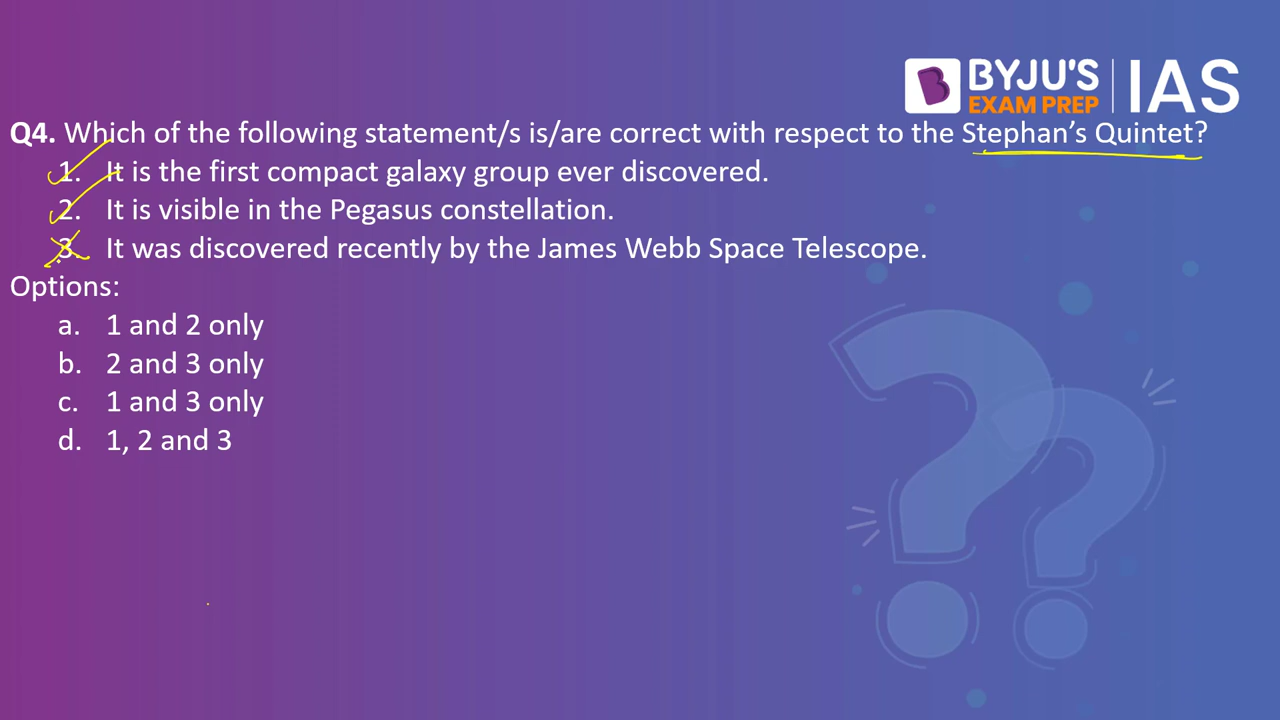 BYJU'S
EXAM PREP
IAS
Q4. Which of the following statement/s is/are correct with respect to the Stephan’s Quintet?
1. It is the first compact galaxy group ever discovered.
2. It is visible in the Pegasus constellation.
3. It was discovered recently by the James Webb Space Telescope.
Options:
a. 1 and 2 only
b. 2 and 3 only
c. 1 and 3 only
d. 1, 2 and 3